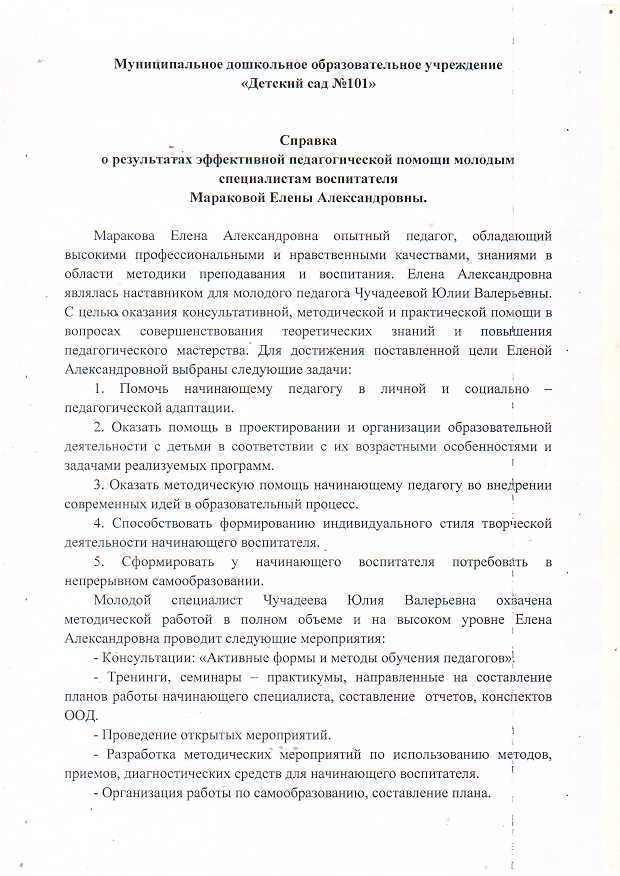 Муниципальное дошкольное образовательное учреждение
«Детский сад №101»
Справка
о результатах эффективной педагогической помощи молодым
специалистам воспитателя
Мараковой Елены Александровны.
Маракова Елена Александровна опытный педагог, обладающий
высокими профессиональными и нравственными качествами, знаниями в
области методики преподавания и воспитания. Елена Александровна
являлась наставником для молодого педагога Чучадеевой Юлии Валерьевны.
С целью оказания консультативной, методической и практической помощи в
вопросах совершенствования теоретических знаний и повышения
педагогического мастерства. Для достижения поставленной цели Еленой
Александровной выбраны следующие задачи:
1. Помочь начинающему педагогу в личной и социально –
педагогической адаптации.
2. Оказать помощь в проектировании и организации образовательной
деятельности с детьми в соответствии с их возрастными особенностями и
задачами реализуемых программ.
3. Оказать методическую помощь начинающему педагогу во внедрении
современных идей в образовательный процесс.
4. Способствовать формированию индивидуального стиля творческой
деятельности начинающего воспитателя.
5. Сформировать у начинающего воспитателя потребовать в
непрерывном самообразовании.
Молодой специалист Чучадеева Юлия Валерьевна охвачена
методической работой в полном объеме и на высоком уровне Елена
Александровна проводит следующие мероприятия:
- Консультации: «Активные формы и методы обучения педагогов».
- Тренинги, семинары – практикумы, направленные на составление
планов работы начинающего специалиста, составление отчетов, конспектов
ООД.
- Проведение открытых мероприятий.
- Разработка методических мероприятий по использованию методов,
приемов, диагностических средств для начинающего воспитателя.
- Организация работы по самообразованию, составление плана.